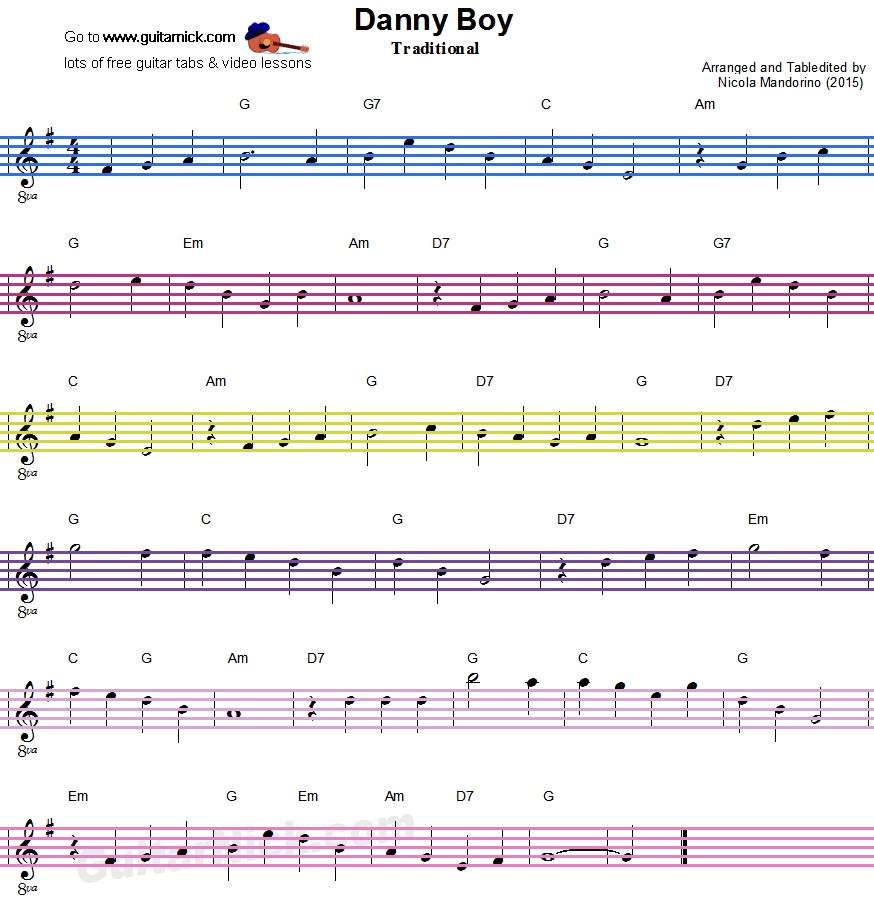 Danny Boy
Traditional
Go to www.guitarnick.com
lots of free guitar tabs & video lessons
Arranged and Tabledited by
Nicola Mandorino (2015)
G G7 C Am
4
4
8va
G Em Am D7 G G7
8va
C Am G D7 G D7
8va
G C G D7 Em
8va
C G Am D7 G C G
8va
Em G Em Am D7 G
GuitarNick.com
8va